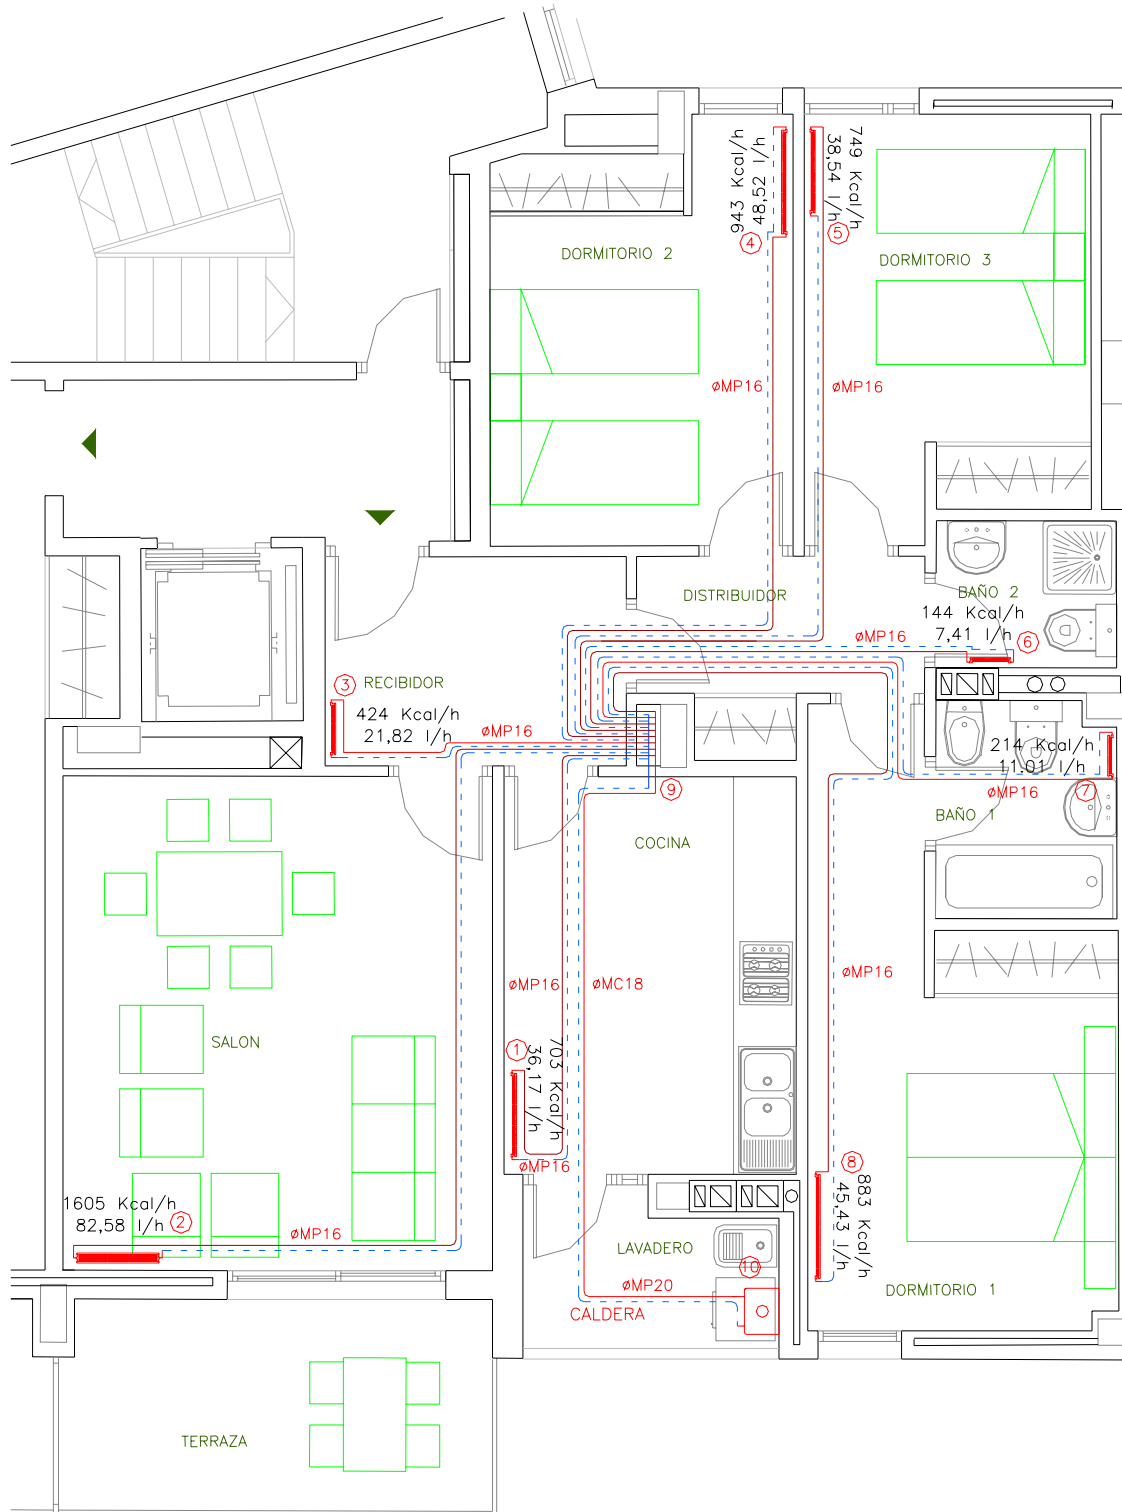 943 Kcal/h
48,52 l/h
4
749 Kcal/h
38,54 l/h
5
DORMITORIO 2
DORMITORIO 3
øMP16
øMP16
DISTRIBUIDOR
BAÑO 2
144 Kcal/h
7,41 l/h
6
øMP16
3
RECIBIDOR
424 Kcal/h
21,82 l/h
øMP16
214 Kcal/h
11,01 l/h
øMP16
7
9
BAÑO 1
COCINA
øMP16
øMP16
øMC18
SALON
1
703 Kcal/h
36,17 l/h
øMP16
8
883 Kcal/h
45,43 l/h
1605 Kcal/h
82,58 l/h
2
øMP16
LAVADERO
10
øMP20
CALDERA
DORMITORIO 1
TERRAZA